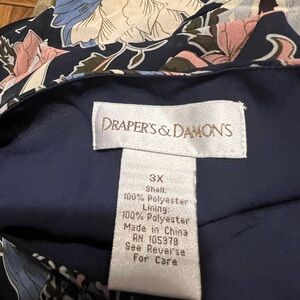 DRAPER'S & DAMON'S
3X
Shell:
100% Polyester
Lining:
100% Polyester
Made in China
RN 105378
See Reverse
For Care